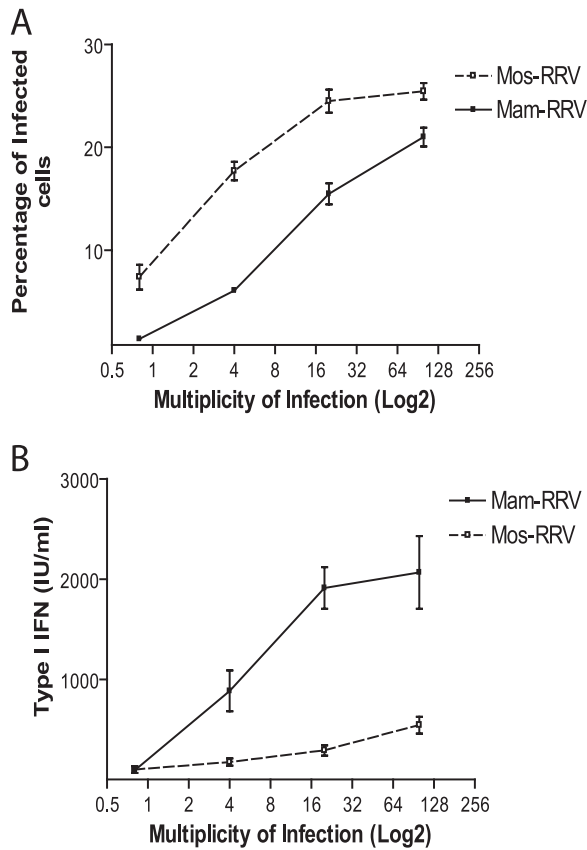 A
30
20
10
Percentage of Infected
cells
Mos-RRV
Mam-RRV
0.5 1 2 4 8 16 32 64 128 256
Multiplicity of Infection (Log2)
B
3000
2000
1000
Type I IFN (IU/ml)
Mam-RRV
Mos-RRV
0.5 1 2 4 8 16 32 64 128 256
Multiplicity of Infection (Log2)